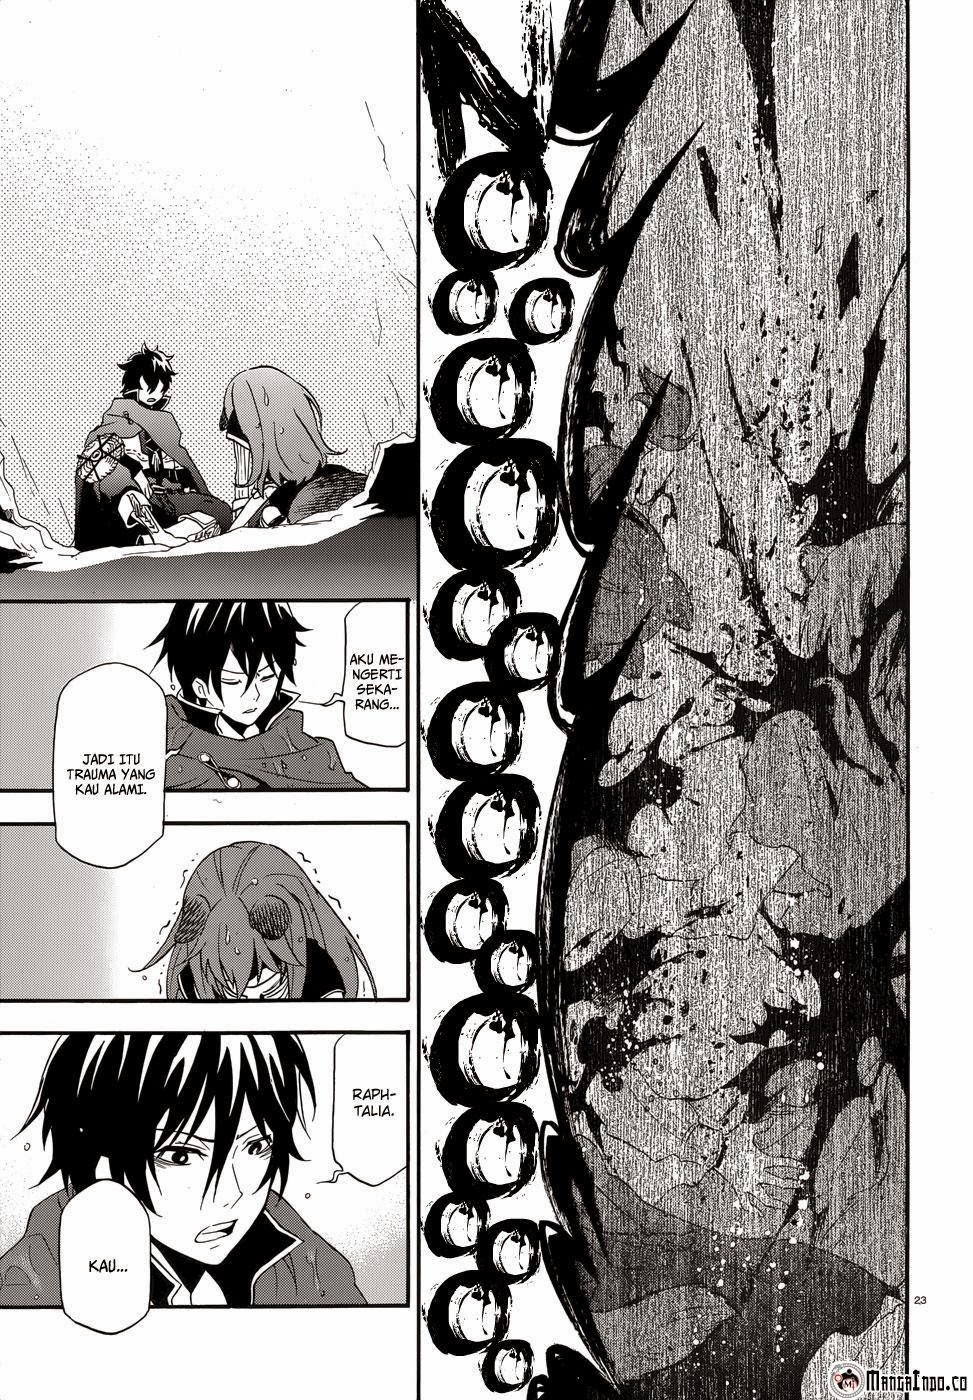 AKU ME-
NGERTI
SEKA-
RANG...
JADI ITU
TRAUMA YANG
KAU ALAMI.
RAPH-
TALIA.
KAU...
23
MangaIndo.co